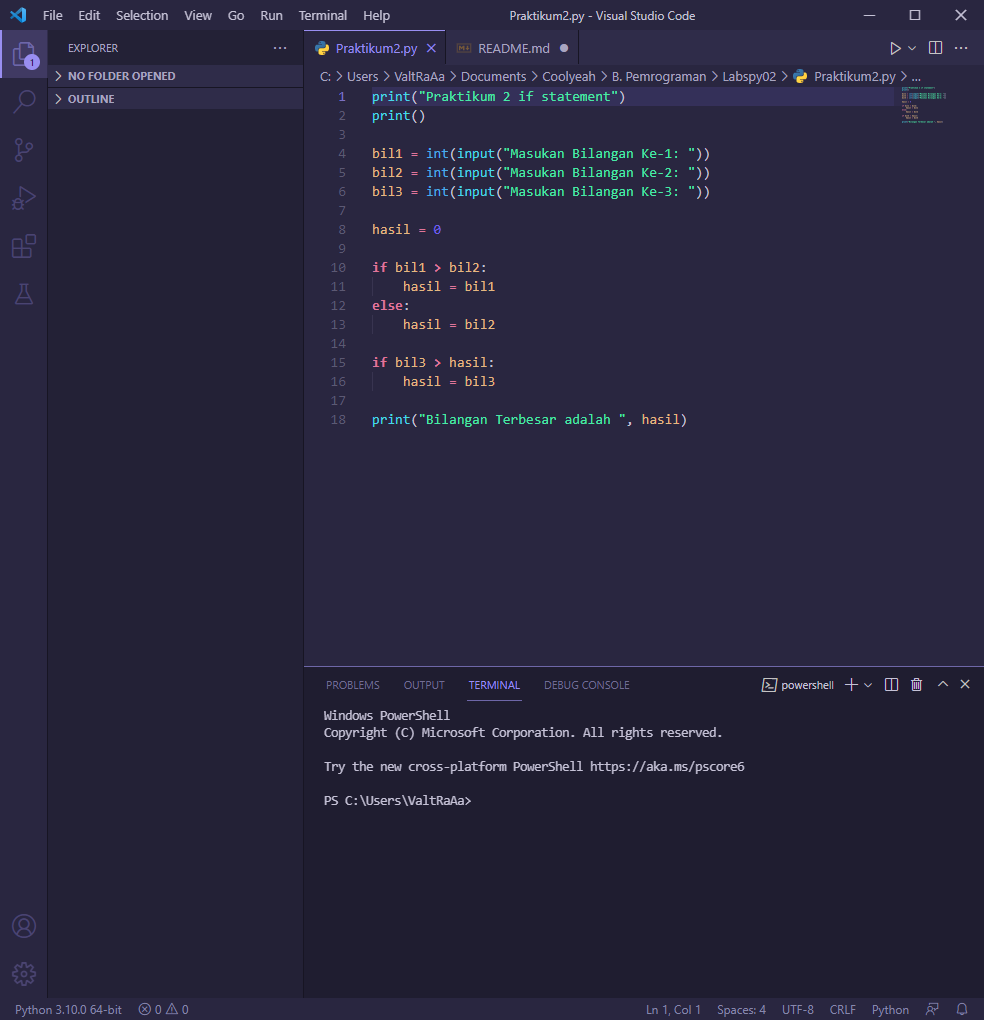 File Edit Selection View Go Run Terminal Help Praktikum2.py - Visual Studio Code
EXPLORER ···
1
NO FOLDER OPENED
OUTLINE
Praktikum2.py README.md
C: > Users > ValtRaAa > Documents > Coolyeah > B. Pemrograman > Labspy02 > Praktikum2.py > ...
1 print("Praktikum 2 if statement")
2 print()
3
4 bil1 = int(input("Masukan Bilangan Ke-1: "))
5 bil2 = int(input("Masukan Bilangan Ke-2: "))
6 bil3 = int(input("Masukan Bilangan Ke-3: "))
7
8 hasil = 0
9
10 if bil1 > bil2:
11     hasil = bil1
12 else:
13     hasil = bil2
14
15 if bil3 > hasil:
16     hasil = bil3
17
18 print("Bilangan Terbesar adalah ", hasil)
PROBLEMS OUTPUT TERMINAL DEBUG CONSOLE powershell
Windows PowerShell
Copyright (C) Microsoft Corporation. All rights reserved.
Try the new cross-platform PowerShell https://aka.ms/pscore6
PS C:\Users\ValtRaAa>
Python 3.10.0 64-bit 0 0 Ln 1, Col 1 Spaces: 4 UTF-8 CRLF Python